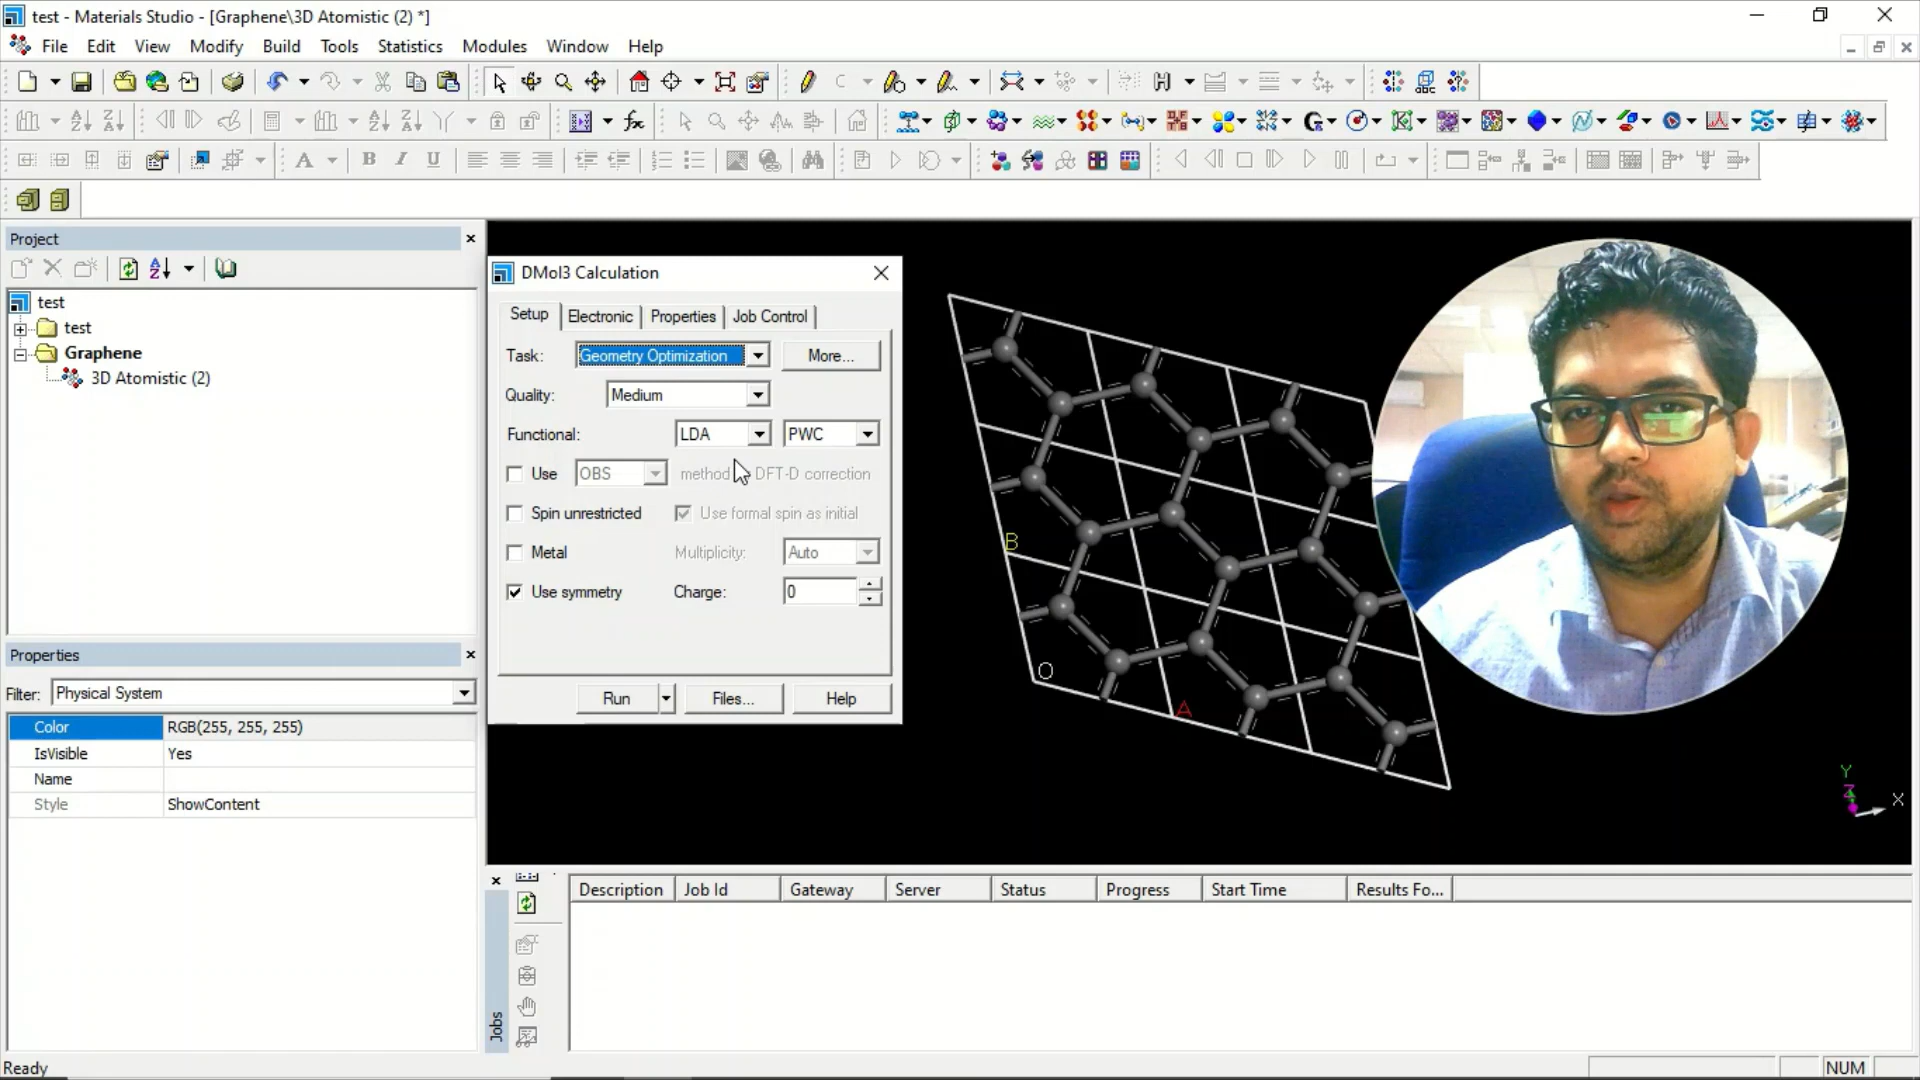 test - Materials Studio - [Graphene\3D Atomistic (2) *]
File Edit View Modify Build Tools Statistics Modules Window Help
Project
test
test
Graphene
3D Atomistic (2)
Properties
Filter: Physical System
Color RGB(255, 255, 255)
IsVisible Yes
Name
Style ShowContent
DMol3 Calculation
Setup Electronic Properties Job Control
Task: Geometry Optimization More...
Quality: Medium
Functional: LDA PWC
Use OBS method DFT-D correction
Spin unrestricted Use formal spin as initial
Metal Multiplicity: Auto
Use symmetry Charge: 0
Run Files... Help
B
O
A
Y
Z
X
Description Job Id Gateway Server Status Progress Start Time Results Fo...
Jobs
Ready NUM